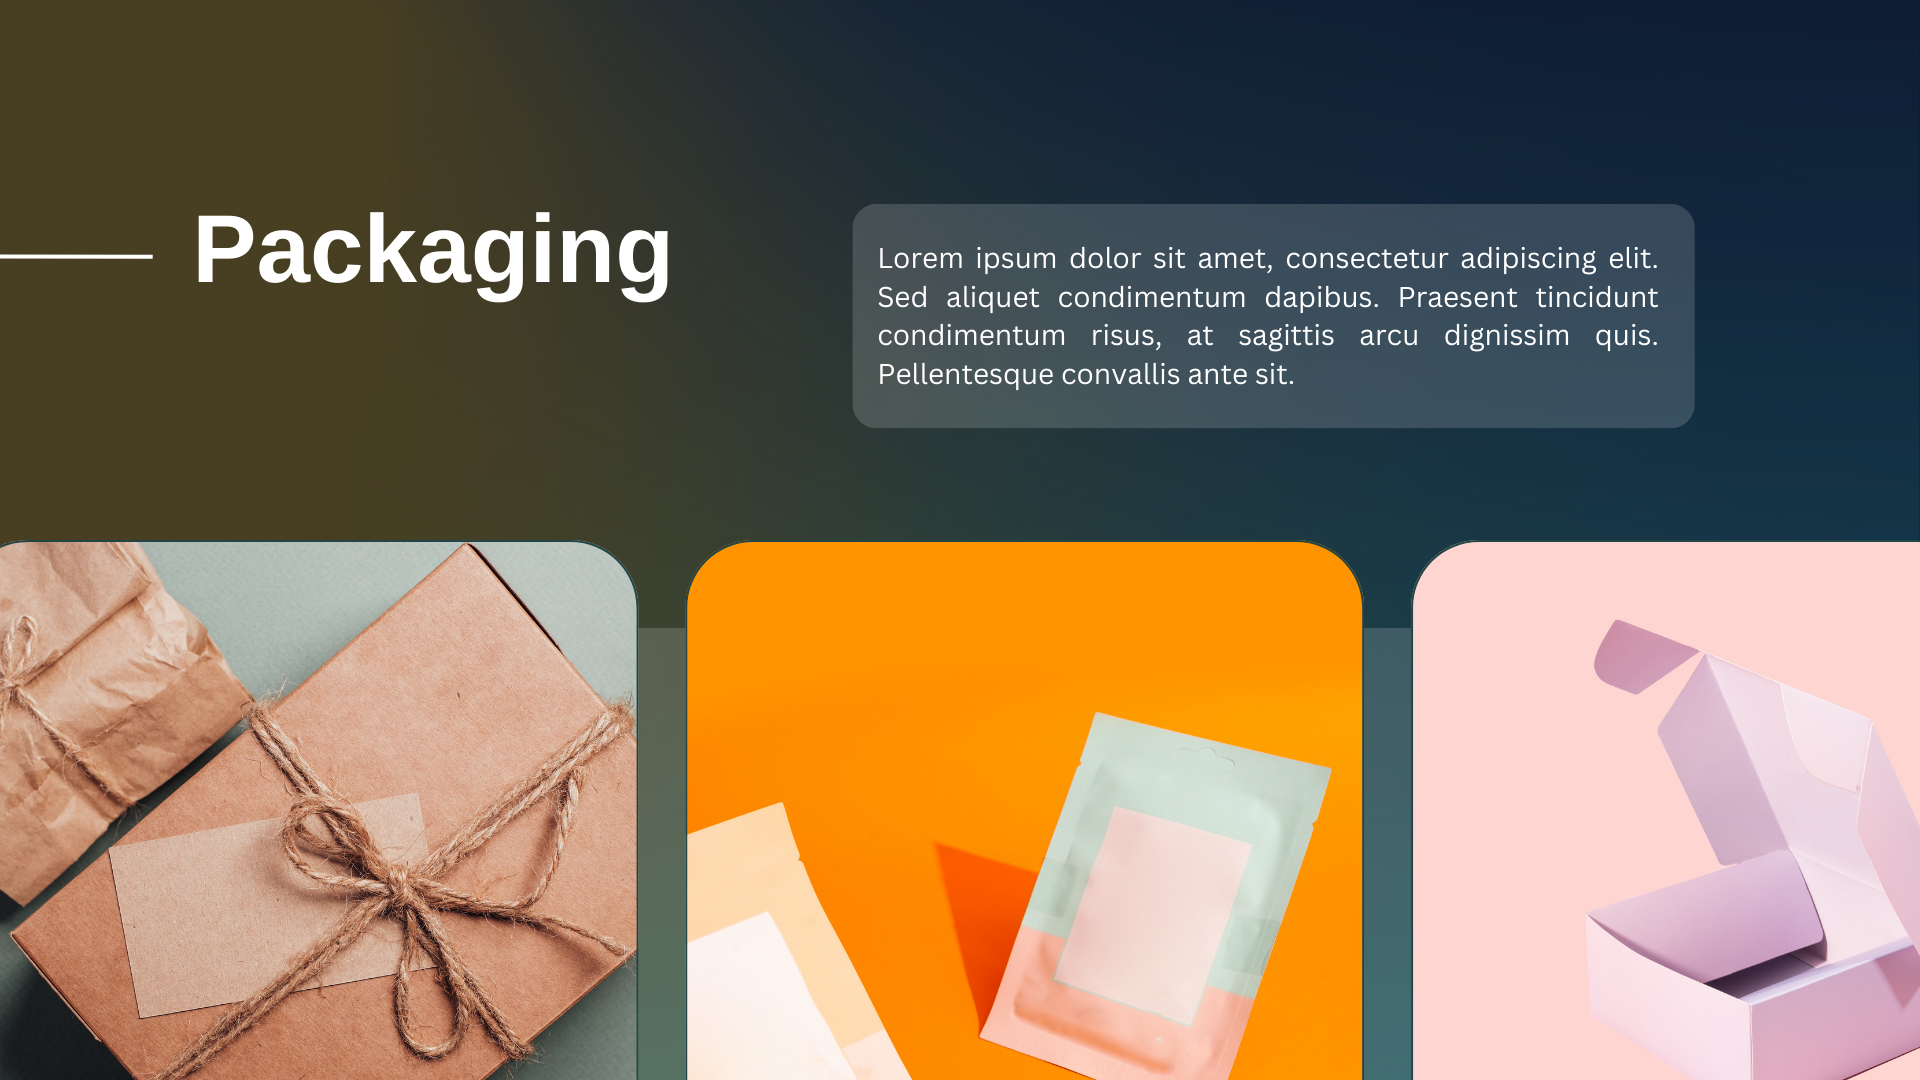 Packaging
Lorem ipsum dolor sit amet, consectetur adipiscing elit.
Sed aliquet condimentum dapibus. Praesent tincidunt
condimentum risus, at sagittis arcu dignissim quis.
Pellentesque convallis ante sit.